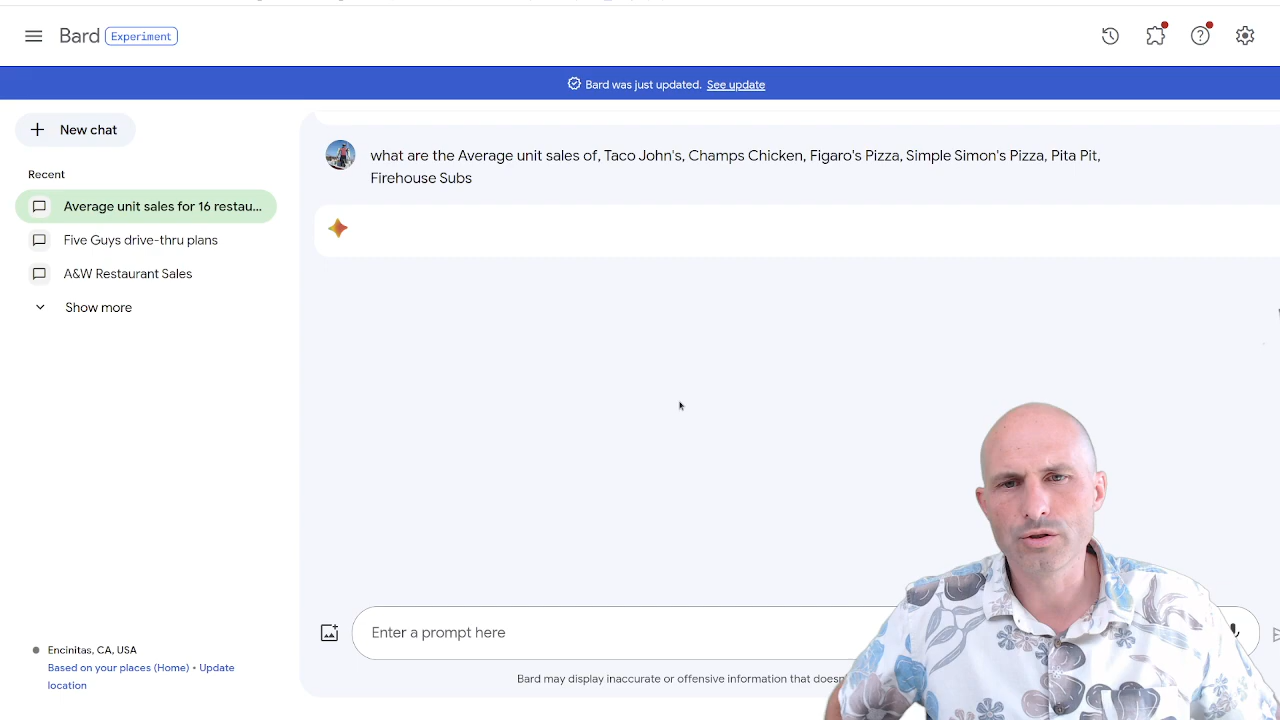 Bard Experiment
Bard was just updated. See update
New chat
Recent
Average unit sales for 16 restau...
Five Guys drive-thru plans
A&W Restaurant Sales
Show more
what are the Average unit sales of, Taco John's, Champs Chicken, Figaro's Pizza, Simple Simon's Pizza, Pita Pit,
Firehouse Subs
Enter a prompt here
Bard may display inaccurate or offensive information that
Encinitas, CA, USA
Based on your places (Home) • Update
location